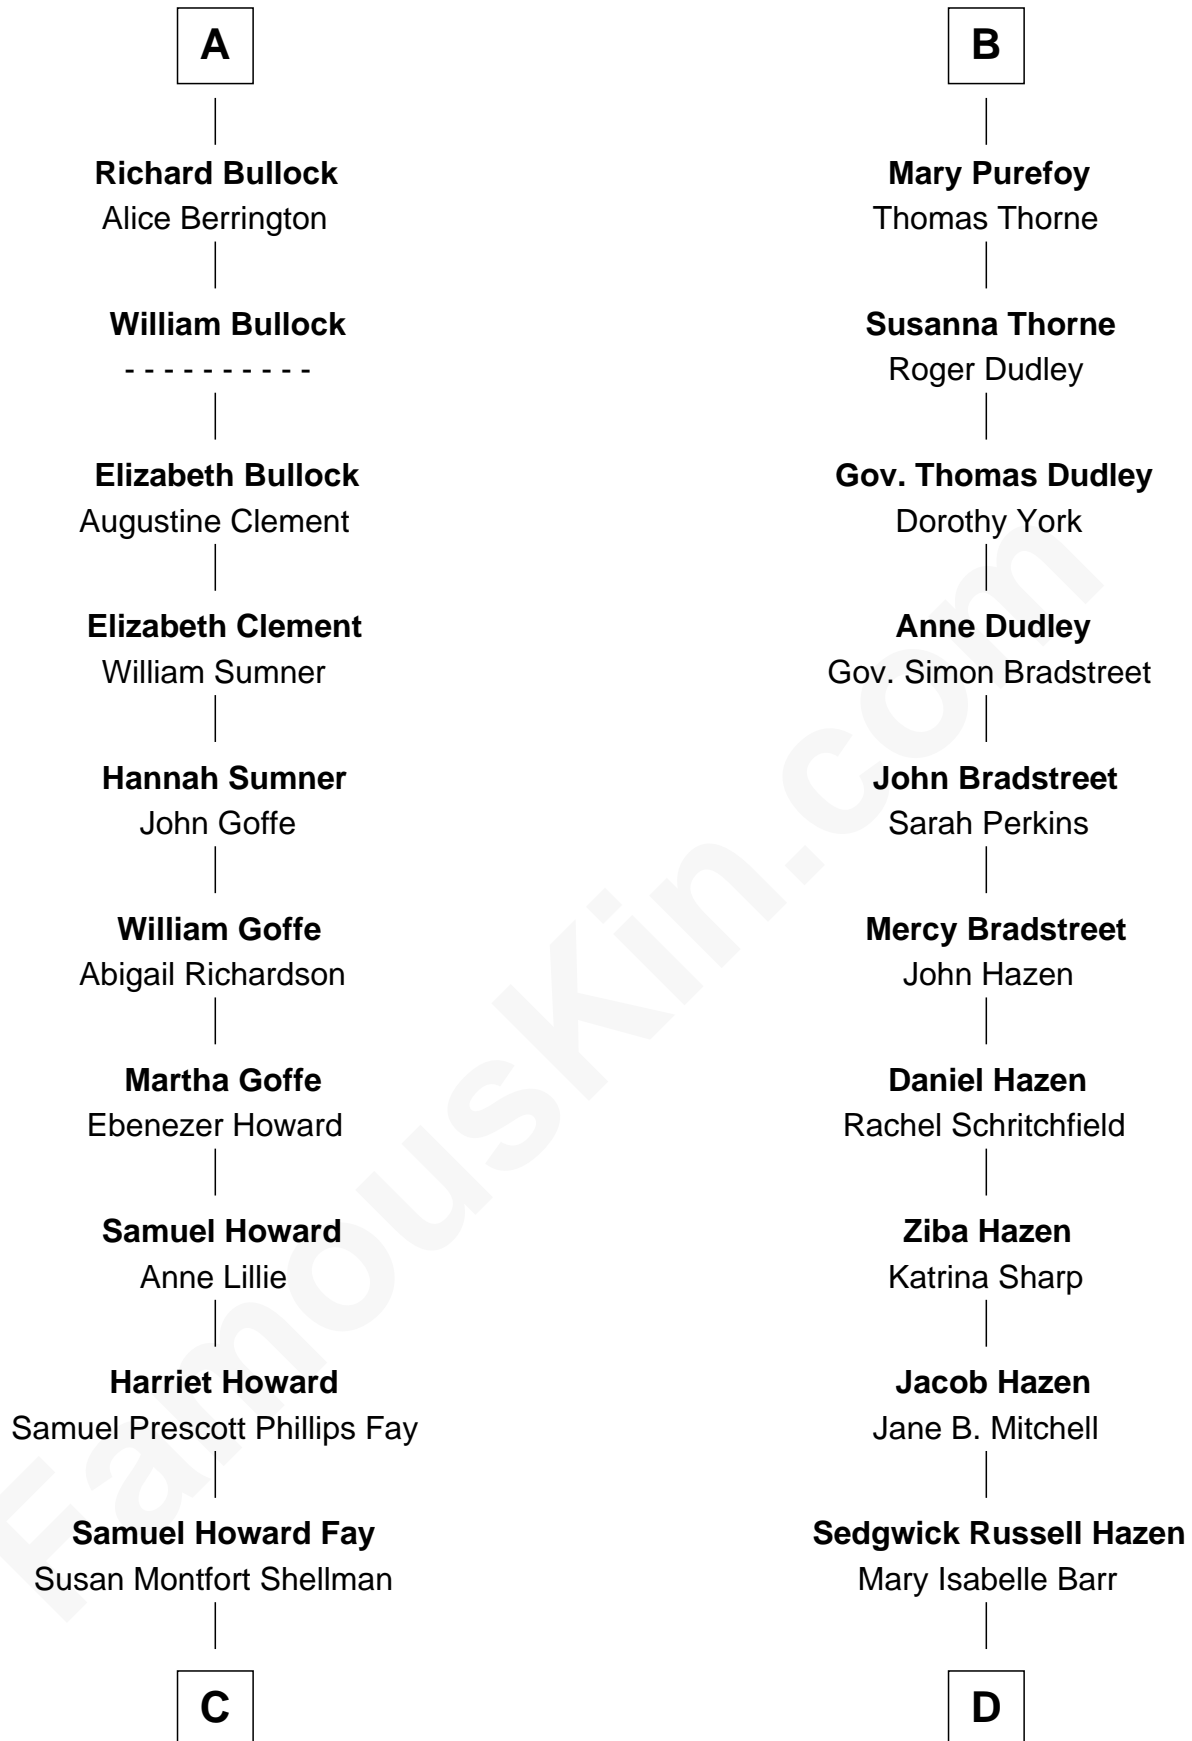 A
Richard Bullock
Alice Berrington
William Bullock
- - - - - - - - - -
Elizabeth Bullock
Augustine Clement
Elizabeth Clement
William Sumner
Hannah Sumner
John Goffe
William Goffe
Abigail Richardson
Martha Goffe
Ebenezer Howard
Samuel Howard
Anne Lillie
Harriet Howard
Samuel Prescott Phillips Fay
Samuel Howard Fay
Susan Montfort Shellman
C
B
Mary Purefoy
Thomas Thorne
Susanna Thorne
Roger Dudley
Gov. Thomas Dudley
Dorothy York
Anne Dudley
Gov. Simon Bradstreet
John Bradstreet
Sarah Perkins
Mercy Bradstreet
John Hazen
Daniel Hazen
Rachel Schritchfield
Ziba Hazen
Katrina Sharp
Jacob Hazen
Jane B. Mitchell
Sedgwick Russell Hazen
Mary Isabelle Barr
D
FamousKin.com